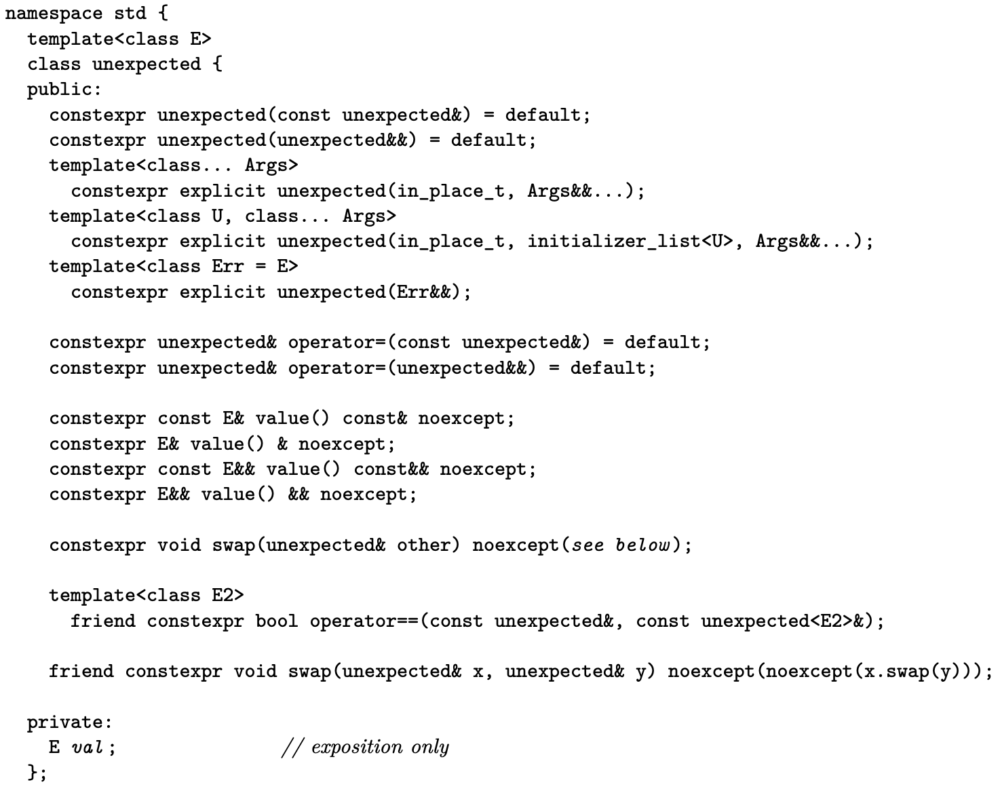 namespace std {
template<class E>
class unexpected {
public:
constexpr unexpected(const unexpected&) = default;
constexpr unexpected(unexpected&&) = default;
template<class... Args>
constexpr explicit unexpected(in_place_t, Args&&...);
template<class U, class... Args>
constexpr explicit unexpected(in_place_t, initializer_list<U>, Args&&...);
template<class Err = E>
constexpr explicit unexpected(Err&&);
constexpr unexpected& operator=(const unexpected&) = default;
constexpr unexpected& operator=(unexpected&&) = default;
constexpr const E& value() const& noexcept;
constexpr E& value() & noexcept;
constexpr const E&& value() const&& noexcept;
constexpr E&& value() && noexcept;
constexpr void swap(unexpected& other) noexcept(see below);
template<class E2>
friend constexpr bool operator==(const unexpected&, const unexpected<E2>&);
friend constexpr void swap(unexpected& x, unexpected& y) noexcept(noexcept(x.swap(y)));
private:
E val; // exposition only
};